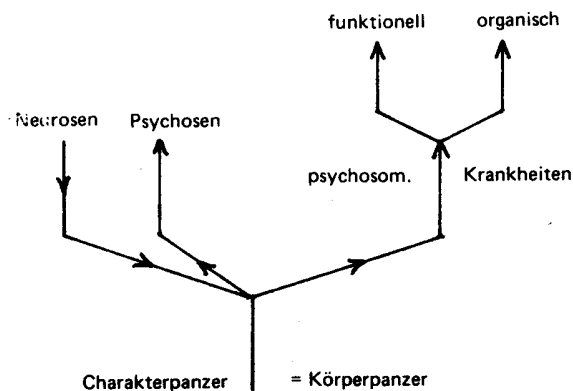 funktionell organisch
Neurosen Psychosen
psychosom. Krankheiten
Charakterpanzer = Körperpanzer